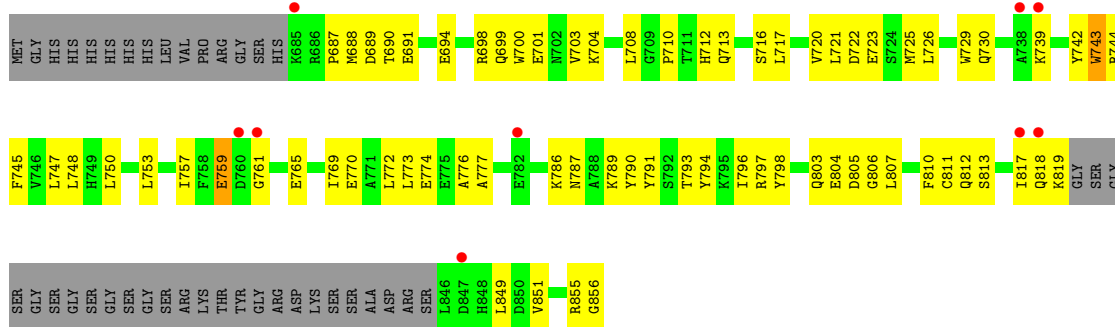 MET GLY HIS HIS HIS HIS HIS HIS LEU VAL PRO ARG GLY SER HIS K685 R686 P687 M688 D689 T690 E691 E694 R698 Q699 W700 E701 N702 V703 K704 L708 G709 P710 T711 H712 Q713 S716 L717 V720 L721 D722 E723 S724 M725 L726 W729 Q730 A738 K739 Y742 W743 R744
F745 V746 L747 L748 H749 L750 L753 I757 F758 E759 D760 G761 E765 I769 E770 A771 L772 L773 E774 E775 A776 A777 E782 K786 N787 A788 K789 Y790 Y791 S792 T793 Y794 K795 I796 R797 Y798 Q803 E804 D805 G806 L807 F810 C811 Q812 S813 I817 Q818 K819 GLY SER GLY
SER GLY SER GLY SER GLY SER GLY SER ARG LYS THR TYR GLY ARG ASP LYS SER SER ALA ASP ARG SER L846 D847 H848 L849 D850 V851 R855 G856